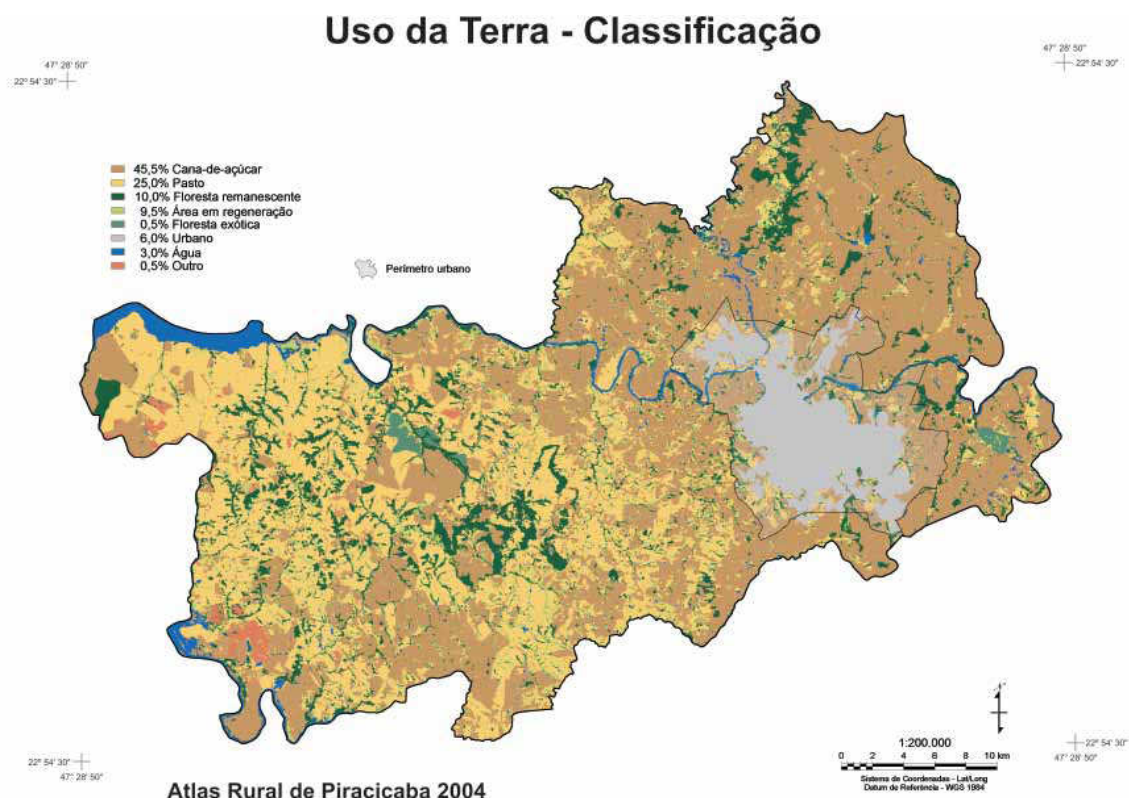 Uso da Terra - Classificação
47° 28' 50"
22° 54' 30"
47° 28' 50"
22° 54' 30"
45,5% Cana-de-açúcar
25,0% Pasto
10,0% Floresta remanescente
9,5% Área em regeneração
0,5% Floresta exótica
6,0% Urbano
3,0% Água
0,5% Outro
Perímetro urbano
22° 54' 30"
47° 28' 50"
22° 54' 30"
47° 28' 50"
1:200.000
0 2 4 6 8 10 km
Sistema de Coordenadas - Lat/Long
Datum de Referência - WGS 1984
Atlas Rural de Piracicaba 2004